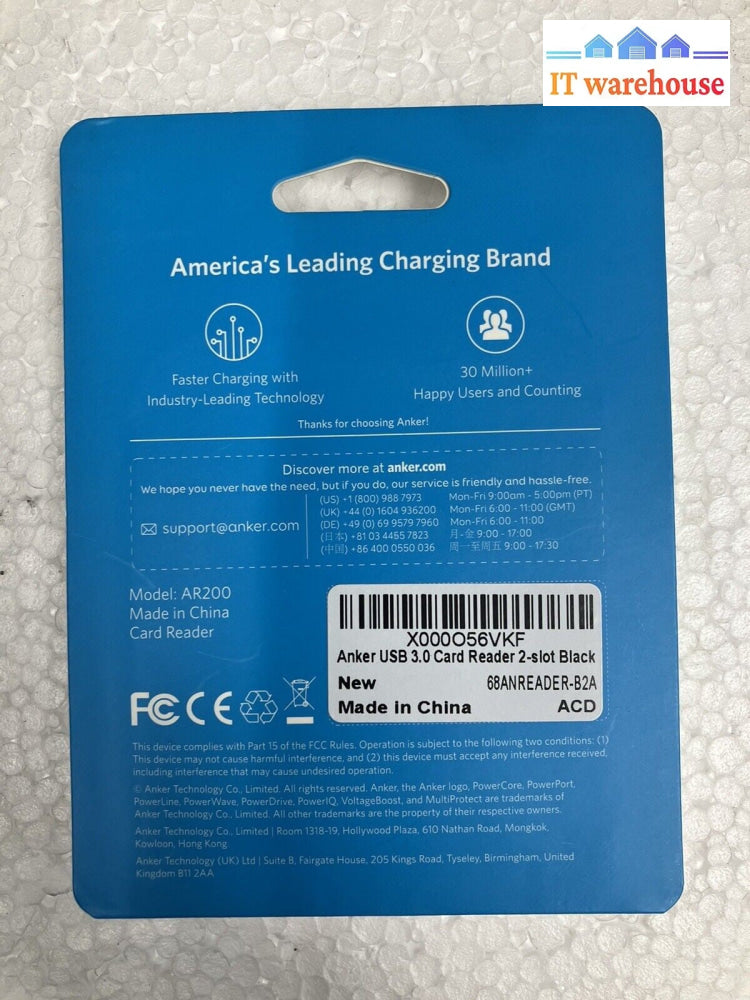 IT warehouse
America's Leading Charging Brand
Faster Charging with
Industry-Leading Technology
30 Million+
Happy Users and Counting
Thanks for choosing Anker!
Discover more at anker.com
We hope you never have the need, but if you do, our service is friendly and hassle-free.
support@anker.com
(US) +1 (800) 988 7973 Mon-Fri 9:00am - 5:00pm (PT)
(UK) +44 (0) 1604 936200 Mon-Fri 6:00 - 11:00 (GMT)
(DE) +49 (0) 69 9579 7960 Mon-Fri 6:00 - 11:00
(日本) +81 03 4455 7823 月-金 9:00 - 17:00
(中国) +86 400 0550 036 周一至周五 9:00 - 17:30
Model: AR200
Made in China
Card Reader
X000O56VKF
Anker USB 3.0 Card Reader 2-slot Black
New 68ANREADER-B2A
Made in China ACD
FC CE
This device complies with Part 15 of the FCC Rules. Operation is subject to the following two conditions: (1)
This device may not cause harmful interference, and (2) this device must accept any interference received,
including interference that may cause undesired operation.
© Anker Technology Co., Limited. All rights reserved. Anker, the Anker logo, PowerCore, PowerPort,
PowerLine, PowerWave, PowerDrive, PowerIQ, VoltageBoost, and MultiProtect are trademarks of
Anker Technology Co., Limited. All other trademarks are the property of their respective owners.
Anker Technology Co., Limited | Room 1318-19, Hollywood Plaza, 610 Nathan Road, Mongkok,
Kowloon, Hong Kong
Anker Technology (UK) Ltd | Suite B, Fairgate House, 205 Kings Road, Tyseley, Birmingham, United
Kingdom B11 2AA